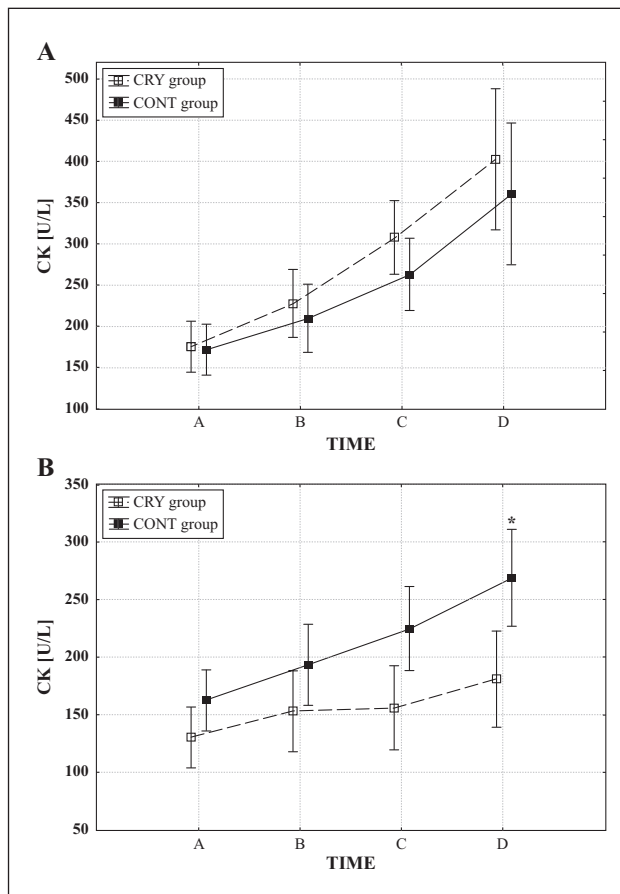 A
CRY group
CONT group
500
450
400
350
300
250
200
150
100
CK [U/L]
A B C D
TIME
B
CRY group
CONT group
350
300
250
200
150
100
50
CK [U/L]
*
A B C D
TIME